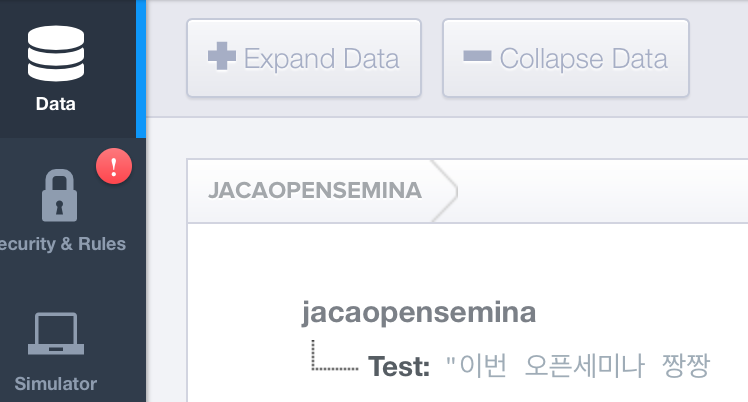 Expand Data
Collapse Data
Data
!
JACAOPENSEMINA
ecurity & Rules
jacaopensemina
Test: "이번 오픈세미나 짱짱
Simulator